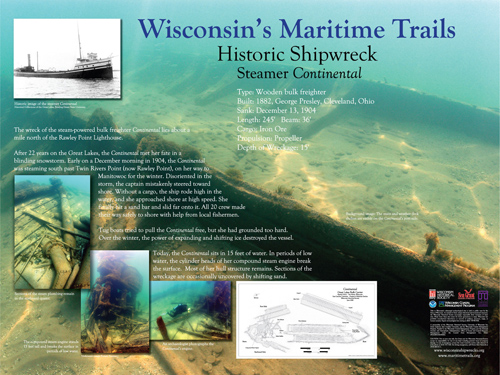 Wisconsin's Maritime Trails
Historic Shipwreck
Steamer Continental
Type: Wooden bulk freighter
Built: 1882, George Presley, Cleveland, Ohio
Sank: December 13, 1904
Length: 245' Beam: 36'
Cargo: Iron Ore
Propulsion: Propeller
Depth of Wreckage: 15'
Historic image of the steamer Continental
The wreck of the steam-powered bulk freighter Continental lies about a
mile north of the Rawley Point Lighthouse.
After 22 years on the Great Lakes, the Continental met her fate in a
blinding snowstorm. Early on a December morning in 1904, the Continental
was steaming south past Twin Rivers Point (now Rawley Point), on her way to
Manitowoc for the winter. Disoriented in the
storm, the captain mistakenly steered toward
shore. Without a cargo, the ship rode high in the
water, and she approached shore at high speed. She
finally hit a sand bar and slid far onto it. All 20 crew made
their way safely to shore with help from local fishermen.
Tug boats tried to pull the Continental free, but she had grounded too hard.
Over the winter, the power of expanding and shifting ice destroyed the vessel.
Today, the Continental sits in 15 feet of water. In periods of low
water, the cylinder heads of her compound steam engine break
the surface. Most of her hull structure remains. Sections of the
wreckage are occasionally uncovered by shifting sand.
Continental
www.wisconsinshipwrecks.org
www.maritimetrails.org